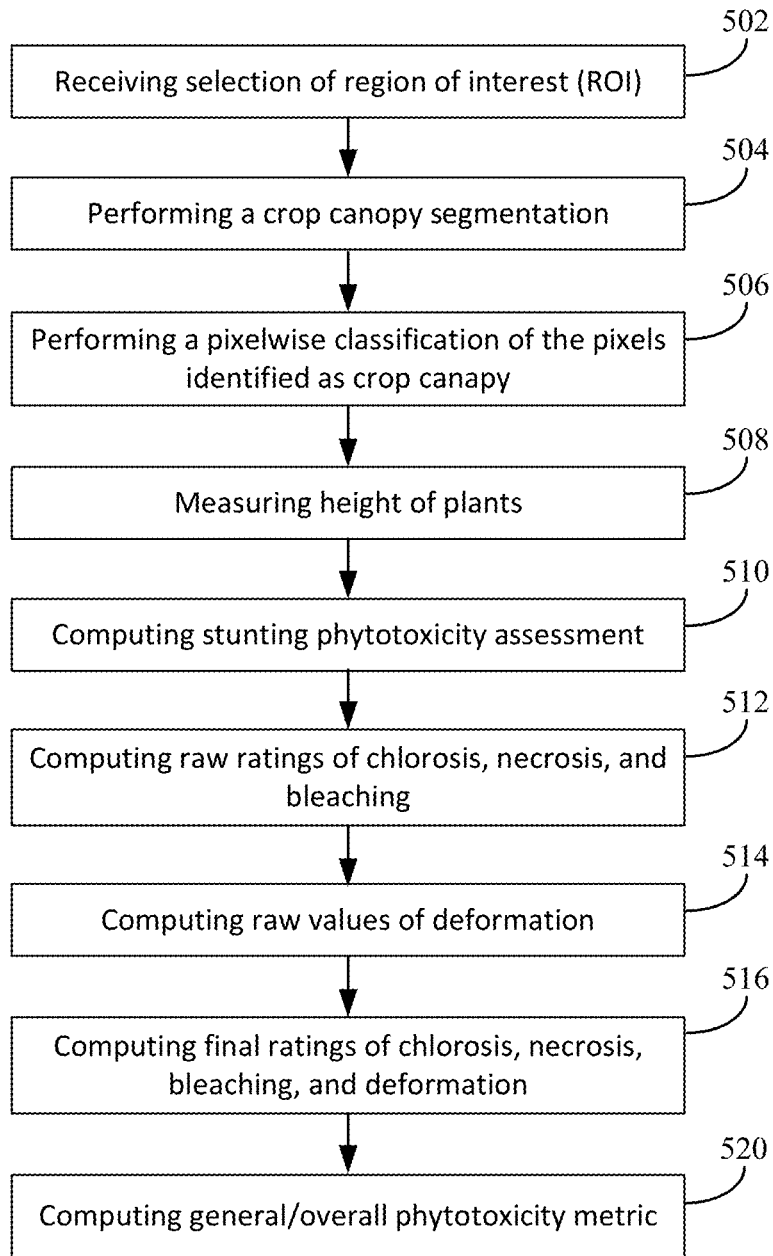 502
Receiving selection of region of interest (ROI)
504
Performing a crop canopy segmentation
506
Performing a pixelwise classification of the pixels
identified as crop canapy
508
Measuring height of plants
510
Computing stunting phytotoxicity assessment
512
Computing raw ratings of chlorosis, necrosis, and
bleaching
514
Computing raw values of deformation
516
Computing final ratings of chlorosis, necrosis,
bleaching, and deformation
520
Computing general/overall phytotoxicity metric